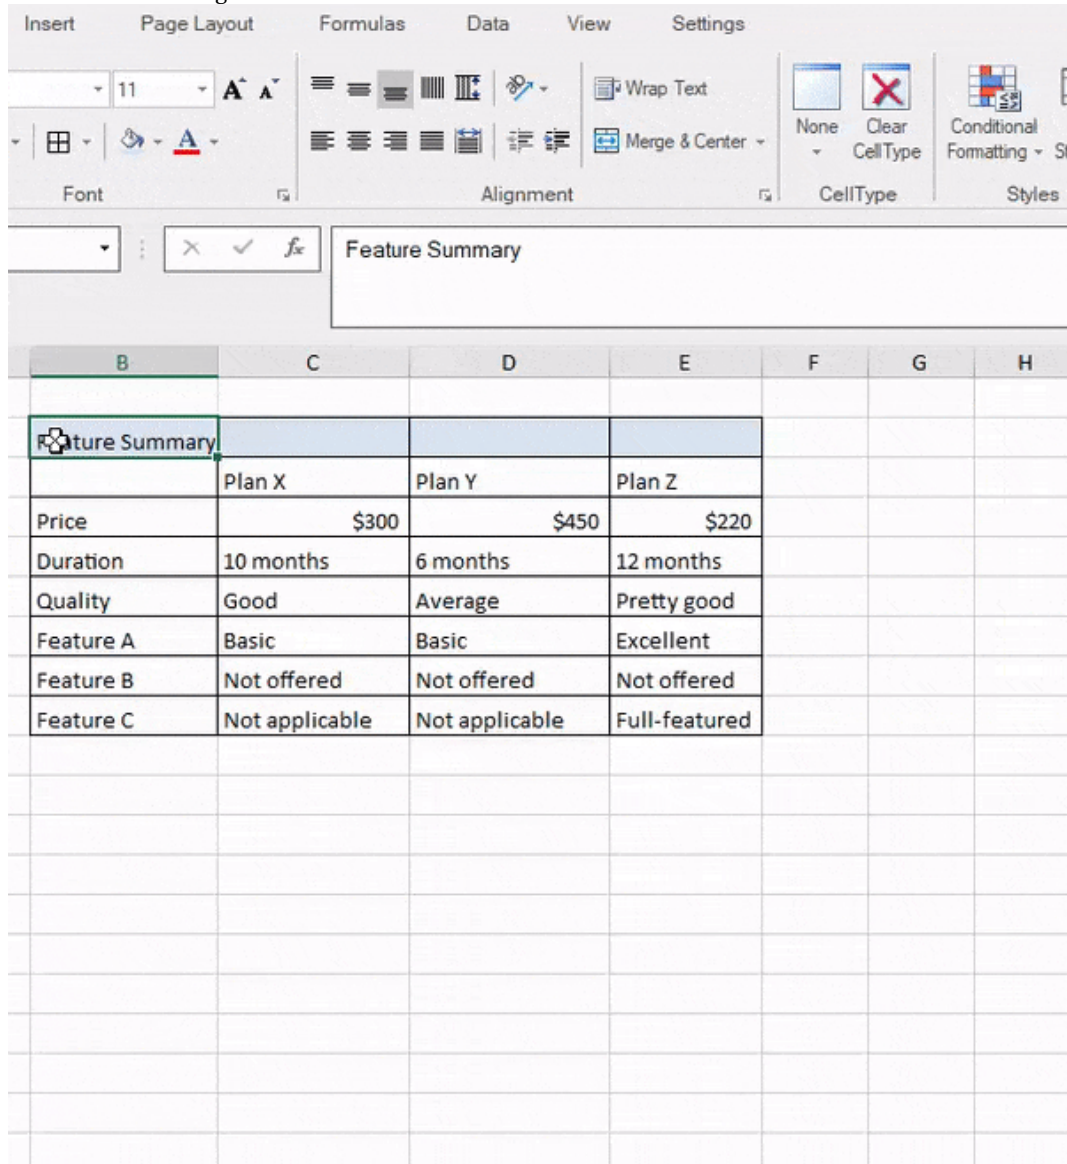 Insert Page Layout Formulas Data View Settings
11 A A Wrap Text
A Merge & Center
None Clear CellType Conditional Formatting
Font Alignment CellType Styles
fx Feature Summary
B C D E F G H
Feature Summary
Plan X Plan Y Plan Z
Price $300 $450 $220
Duration 10 months 6 months 12 months
Quality Good Average Pretty good
Feature A Basic Basic Excellent
Feature B Not offered Not offered Not offered
Feature C Not applicable Not applicable Full-featured